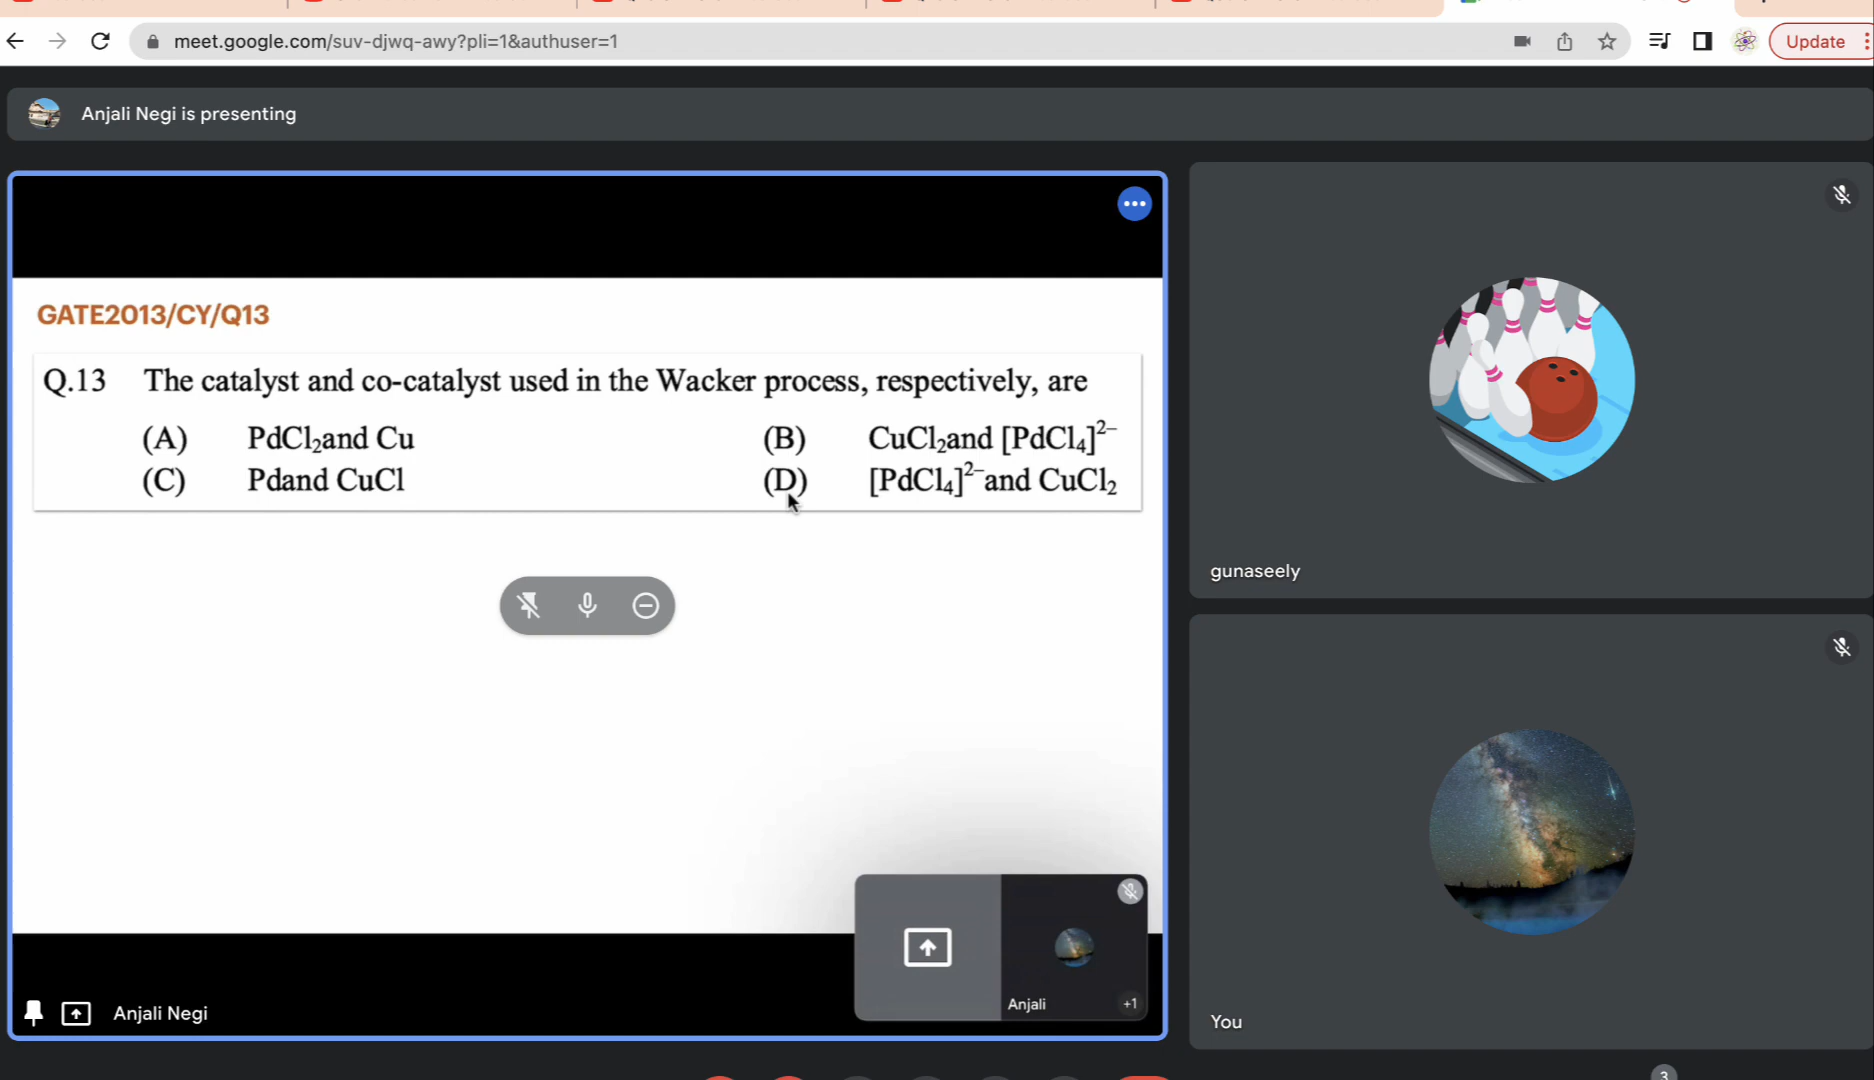 meet.google.com/suv-djwq-awy?pli=1&authuser=1
Update
Anjali Negi is presenting
GATE2013/CY/Q13
Q.13 The catalyst and co-catalyst used in the Wacker process, respectively, are
(A) PdCl₂and Cu (B) CuCl₂and [PdCl₄]²⁻
(C) Pdand CuCl (D) [PdCl₄]²⁻and CuCl₂
gunaseely
Anjali +1
Anjali Negi
You
3